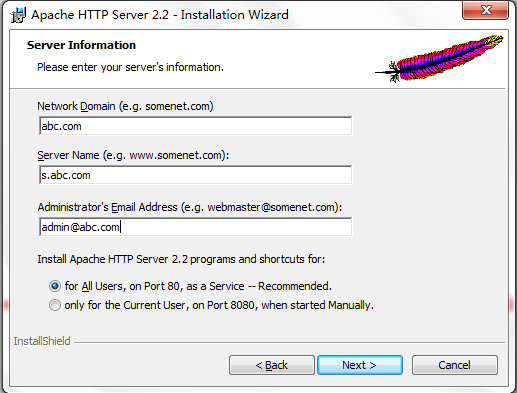 Apache HTTP Server 2.2 - Installation Wizard
Server Information
Please enter your server's information.
Network Domain (e.g. somenet.com)
abc.com
Server Name (e.g. www.somenet.com):
s.abc.com
Administrator's Email Address (e.g. webmaster@somenet.com):
admin@abc.com
Install Apache HTTP Server 2.2 programs and shortcuts for:
for All Users, on Port 80, as a Service -- Recommended.
only for the Current User, on Port 8080, when started Manually.
InstallShield
< Back Next > Cancel